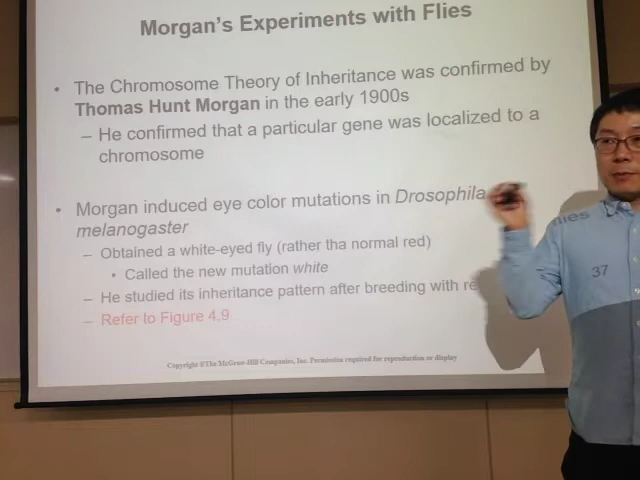 Morgan's Experiments with Flies
• The Chromosome Theory of Inheritance was confirmed by
Thomas Hunt Morgan in the early 1900s
– He confirmed that a particular gene was localized to a
chromosome
• Morgan induced eye color mutations in Drosophila
melanogaster
– Obtained a white-eyed fly (rather tha normal red)
• Called the new mutation white
– He studied its inheritance pattern after breeding with re
lies
– Refer to Figure 4.9
37
Copyright ©The McGraw-Hill Companies, Inc. Permission required for reproduction or display